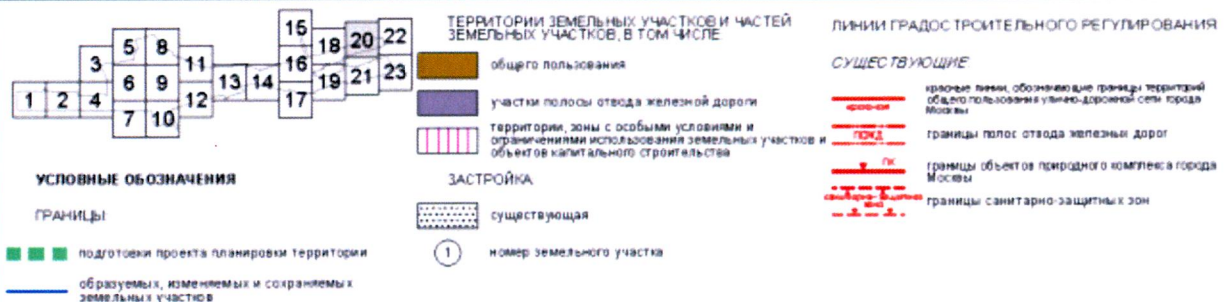 15
5 8 18 20 22
3 11 16
6 9 13 14 19 21 23
1 2 4 12 17
7 10
УСЛОВНЫЕ ОБОЗНАЧЕНИЯ
ГРАНИЦЫ
подготовки проекта планировки территории
образуемых, изменяемых и сохраняемых
земельных участков
ТЕРРИТОРИИ ЗЕМЕЛЬНЫХ УЧАСТКОВ И ЧАСТЕЙ
ЗЕМЕЛЬНЫХ УЧАСТКОВ, В ТОМ ЧИСЛЕ
общего пользования
участки полосы отвода железной дороги
территории, зоны с особыми условиями и
ограничениями использования земельных участков и
объектов капитального строительства
ЗАСТРОЙКА
существующая
1 номер земельного участка
ЛИНИИ ГРАДОСТРОИТЕЛЬНОГО РЕГУЛИРОВАНИЯ
СУЩЕСТВУЮЩИЕ
красные линии, обозначающие границы территорий
общего пользования улично-дорожной сети города
Москвы
ПОЖД границы полос отвода железных дорог
ПК границы объектов природного комплекса города
Москвы
санитарно-защитная
зона
границы санитарно-защитных зон